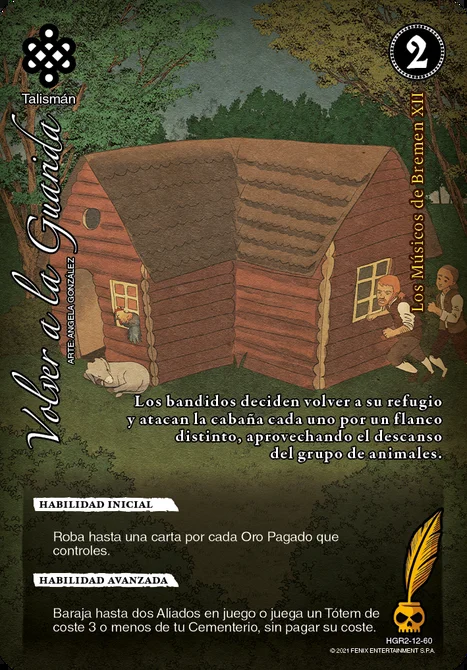 2
Talismán
Volver a la Guarida
ARTE: ANGELA GONZÁLEZ
Los Músicos de Bremen XII
Los bandidos deciden volver a su refugio
y atacan la cabaña cada uno por un flanco
distinto, aprovechando el descanso
del grupo de animales.
HABILIDAD INICIAL
Roba hasta una carta por cada Oro Pagado que
controles.
HABILIDAD AVANZADA
Baraja hasta dos Aliados en juego o juega un Tótem de
coste 3 o menos de tu Cementerio, sin pagar su coste.
HGR2-12-60
© 2021 FENIX ENTERTAINMENT S.P.A.